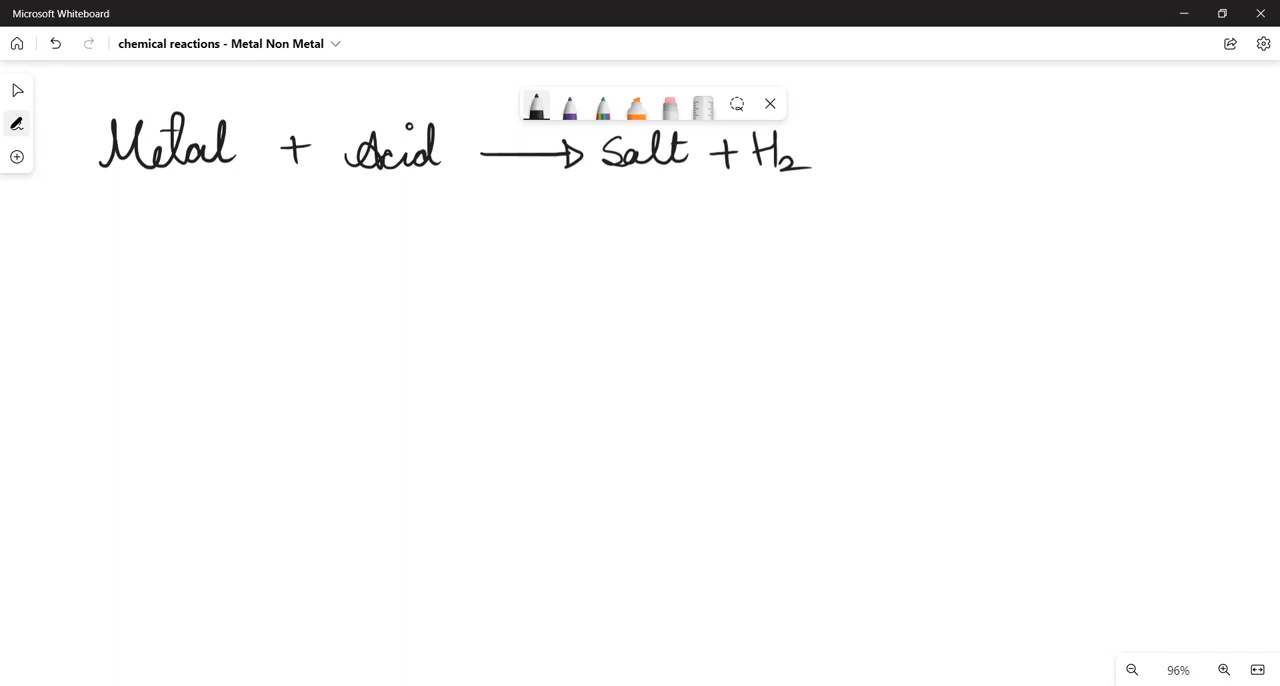 Microsoft Whiteboard
chemical reactions - Metal Non Metal
Metal + Acid → Salt + H₂
96%